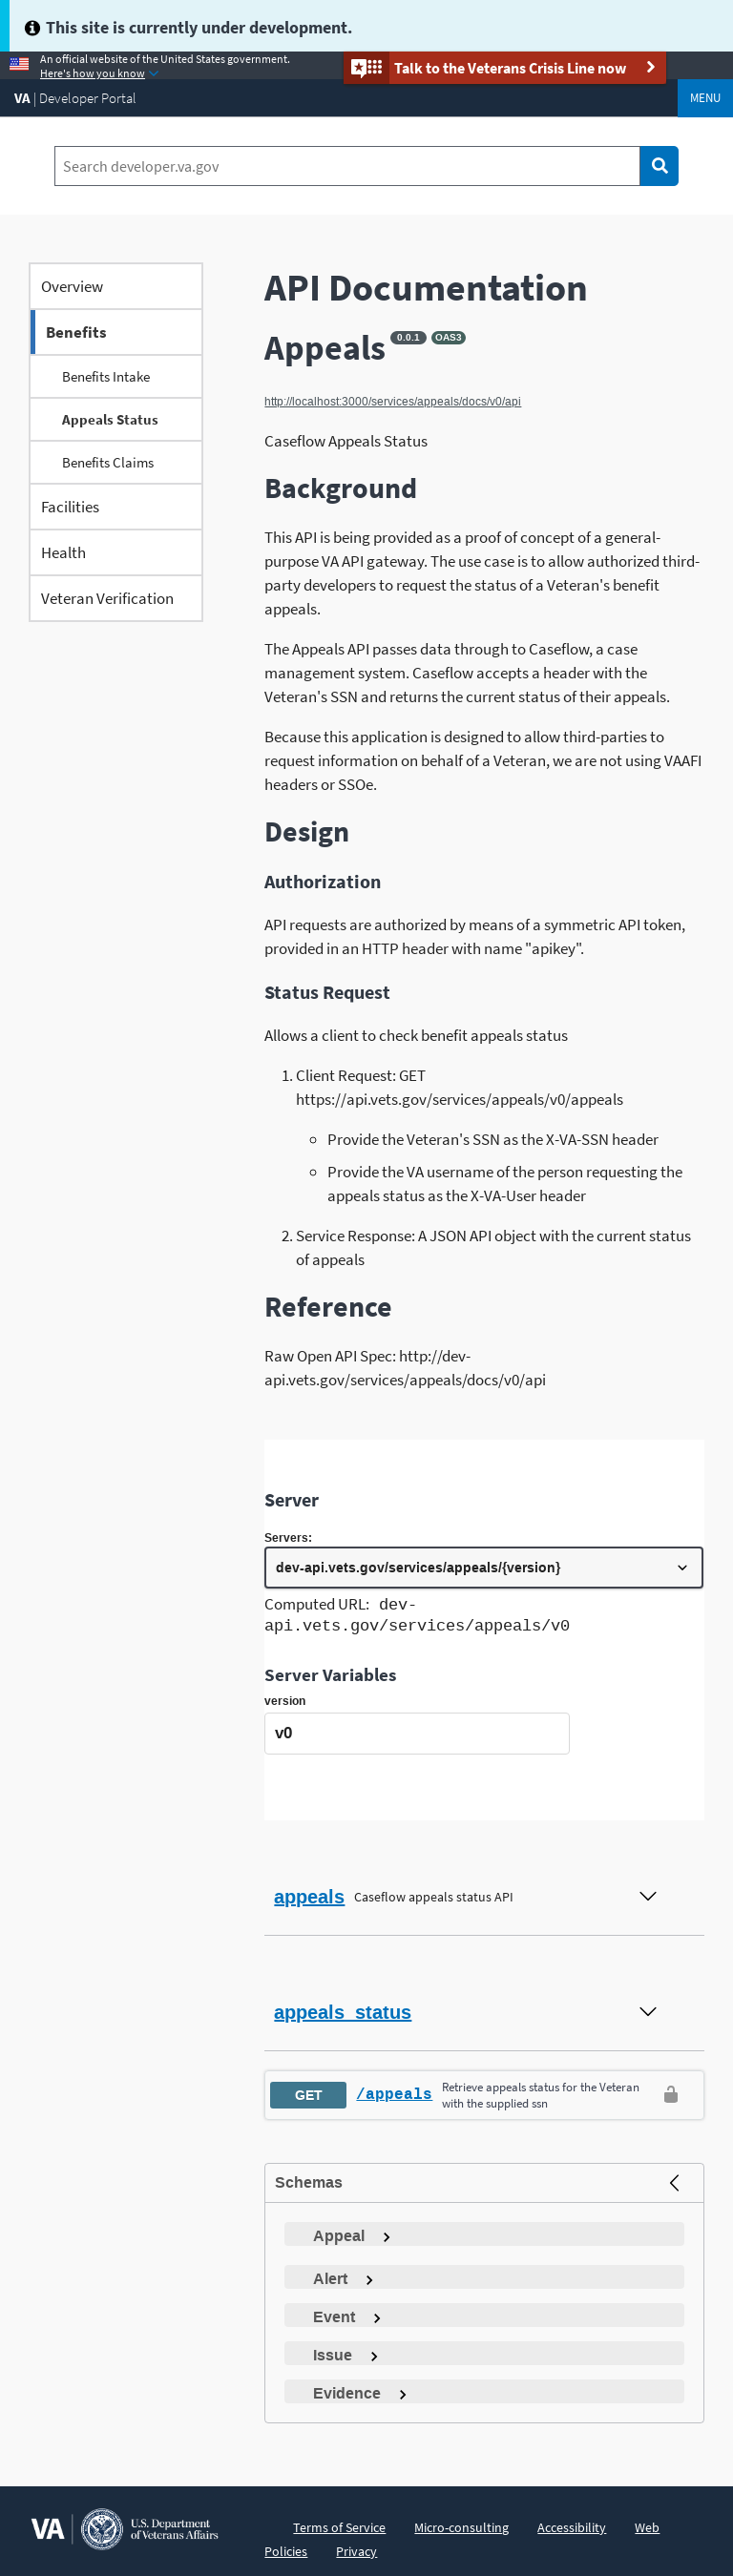 This site is currently under development.
An official website of the United States government.
Here's how you know
Talk to the Veterans Crisis Line now
VA | Developer Portal
MENU
Search developer.va.gov
Overview
Benefits
Benefits Intake
Appeals Status
Benefits Claims
Facilities
Health
Veteran Verification
API Documentation
Appeals 0.0.1 OAS3
http://localhost:3000/services/appeals/docs/v0/api
Caseflow Appeals Status
Background
This API is being provided as a proof of concept of a general-
purpose VA API gateway. The use case is to allow authorized third-
party developers to request the status of a Veteran's benefit
appeals.
The Appeals API passes data through to Caseflow, a case
management system. Caseflow accepts a header with the
Veteran's SSN and returns the current status of their appeals.
Because this application is designed to allow third-parties to
request information on behalf of a Veteran, we are not using VAAFI
headers or SSOe.
Design
Authorization
API requests are authorized by means of a symmetric API token,
provided in an HTTP header with name "apikey".
Status Request
Allows a client to check benefit appeals status
1. Client Request: GET
https://api.vets.gov/services/appeals/v0/appeals
◦ Provide the Veteran's SSN as the X-VA-SSN header
◦ Provide the VA username of the person requesting the
appeals status as the X-VA-User header
2. Service Response: A JSON API object with the current status
of appeals
Reference
Raw Open API Spec: http://dev-
api.vets.gov/services/appeals/docs/v0/api
Server
Servers:
dev-api.vets.gov/services/appeals/{version}
Computed URL: dev-
api.vets.gov/services/appeals/v0
Server Variables
version
v0
appeals Caseflow appeals status API
appeals_status
GET /appeals Retrieve appeals status for the Veteran
with the supplied ssn
Schemas
Appeal
Alert
Event
Issue
Evidence
VA | U.S. Department
of Veterans Affairs
Terms of Service Micro-consulting Accessibility Web
Policies Privacy